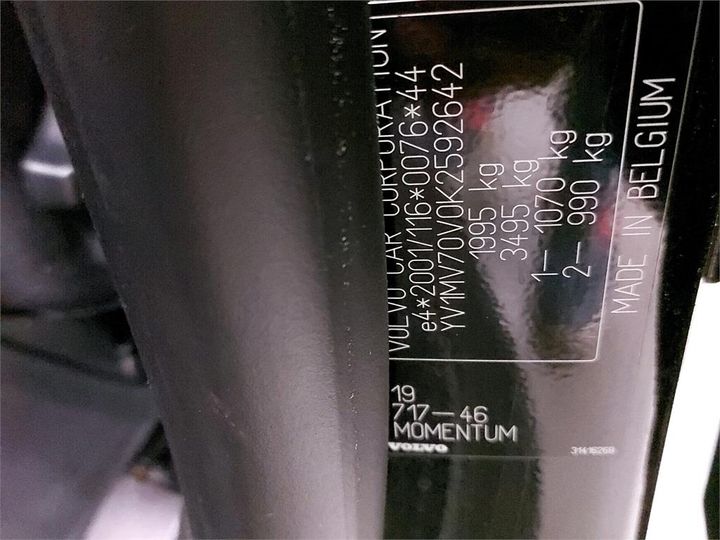 VOLVO CAR CORPORATION
e4*2001/116*0076*44
YV1MV70V0K2592642
1995 kg
3495 kg
1– 1070 kg
2– 990 kg
MADE IN BELGIUM
19
717–46
MOMENTUM
VOLVO
31416268